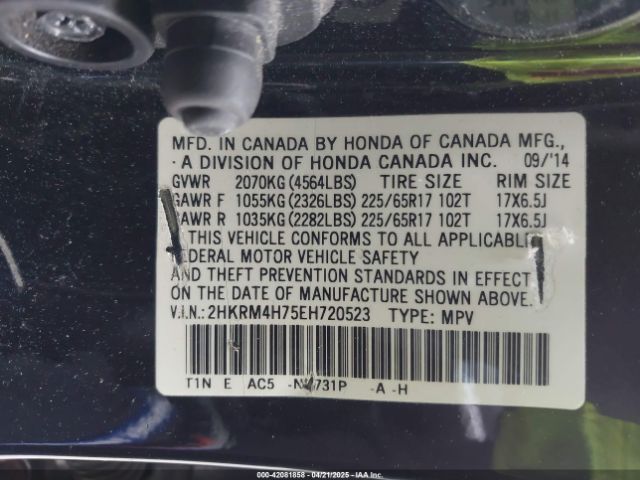 MFD. IN CANADA BY HONDA OF CANADA MFG.,
A DIVISION OF HONDA CANADA INC. 09/'14
GVWR 2070KG (4564LBS) TIRE SIZE RIM SIZE
GAWR F 1055KG (2326LBS) 225/65R17 102T 17X6.5J
GAWR R 1035KG (2282LBS) 225/65R17 102T 17X6.5J
THIS VEHICLE CONFORMS TO ALL APPLICABLE
FEDERAL MOTOR VEHICLE SAFETY
AND THEFT PREVENTION STANDARDS IN EFFECT
ON THE DATE OF MANUFACTURE SHOWN ABOVE.
V.I.N.: 2HKRM4H75EH720523 TYPE: MPV
T1N E AC5 -A -H
000-42081858 - 04/21/2025 - IAA Inc.